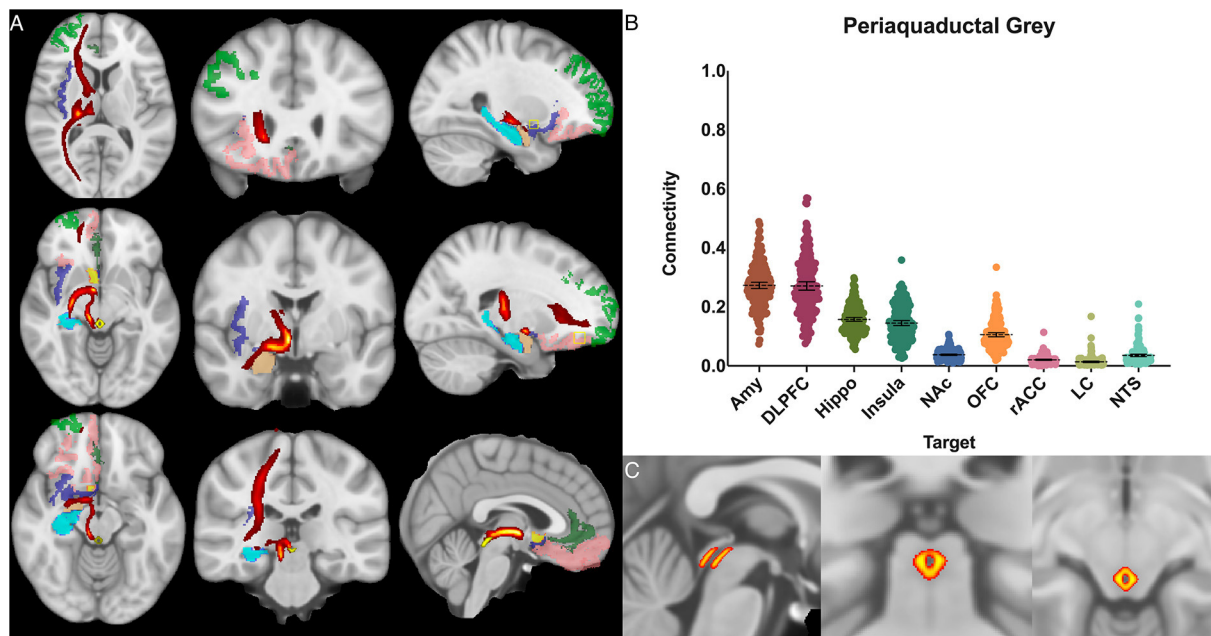 A
B
Periaquaductal Grey
Connectivity
1.0
0.8
0.6
0.4
0.2
0.0
Amy
DLPFC
Hippo
Insula
NAc
OFC
rACC
LC
NTS
Target
C